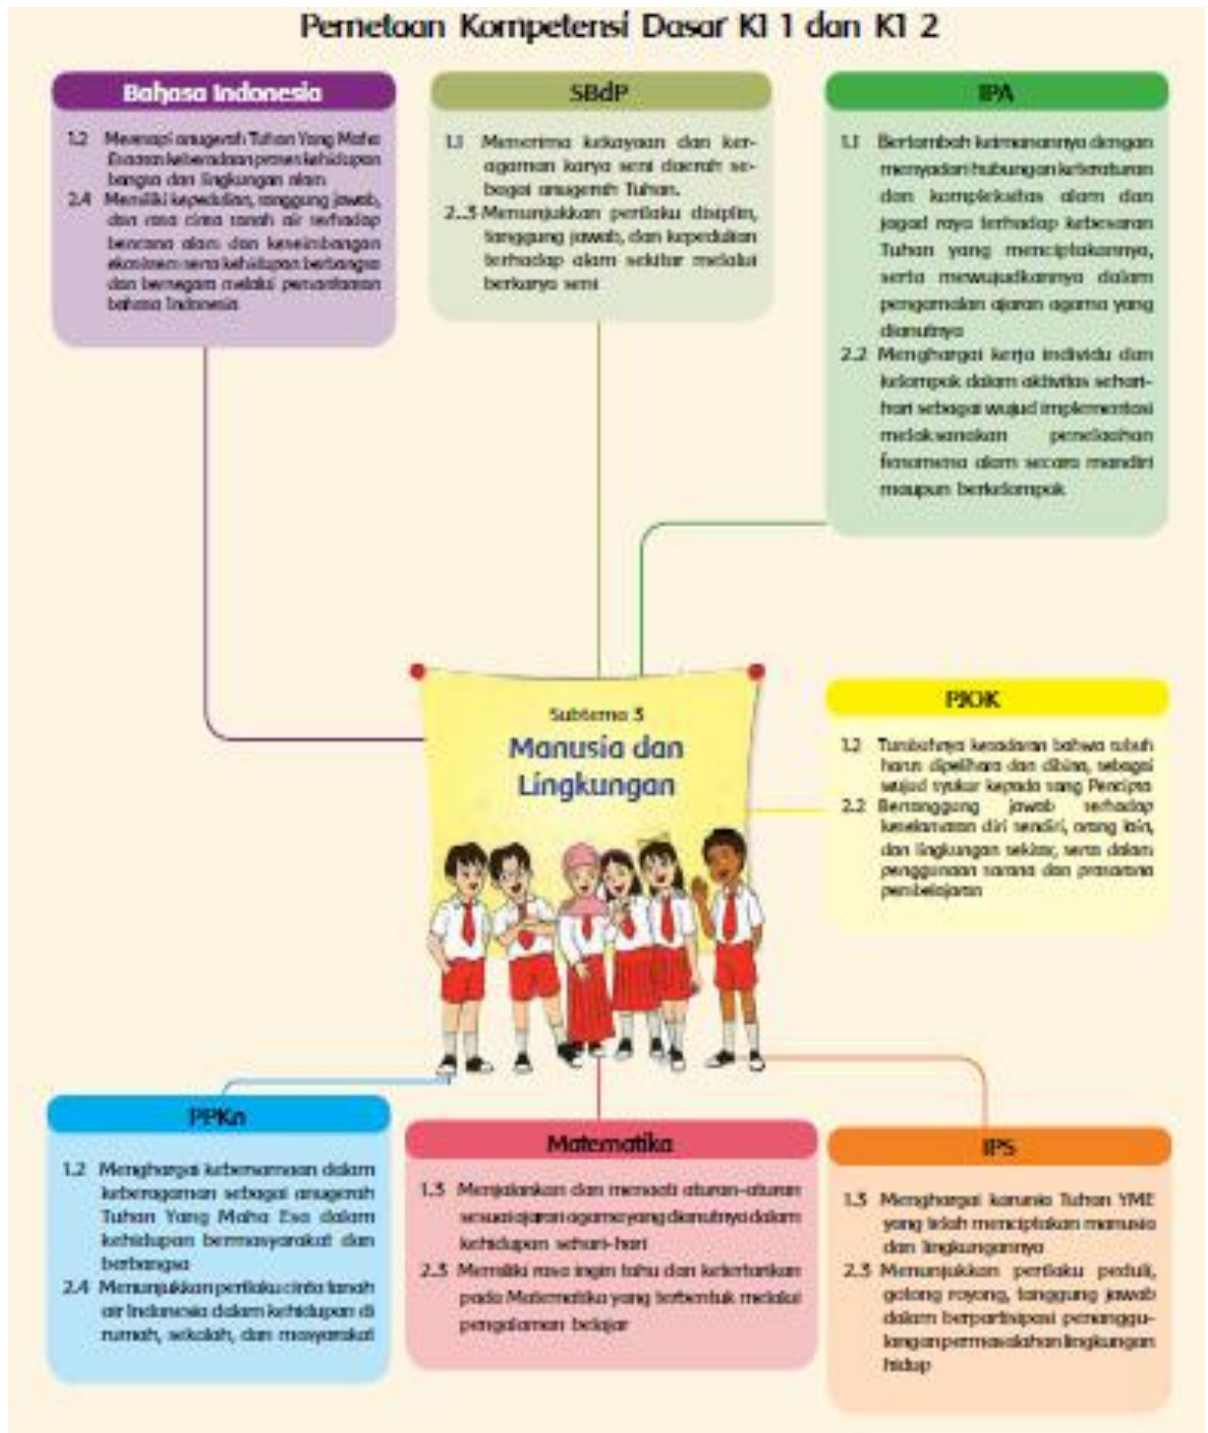 Pemetaan Kompetensi Dasar KI 1 dan KI 2
Bahasa Indonesia
1.2 Meresapi anugerah Tuhan Yang Maha
Esa atas keberadaan proses kehidupan
bangsa dan lingkungan alam
2.4 Memiliki kepedulian, tanggung jawab,
dan rasa cinta tanah air terhadap
bencana alam dan keseimbangan
ekosistem serta kehidupan berbangsa
dan bernegara melalui pemanfaatan
bahasa Indonesia
SBdP
1.1 Menerima kekayaan dan ker-
agaman karya seni daerah se-
bagai anugerah Tuhan.
2..3 Menunjukkan perilaku disiplin,
tanggung jawab, dan kepedulian
terhadap alam sekitar melalui
berkarya seni
IPA
1.1 Bertambah keimanannya dengan
menyadari hubungan keteraturan
dan kompleksitas alam dan
jagad raya terhadap kebesaran
Tuhan yang menciptakannya,
serta mewujudkannya dalam
pengamalan ajaran agama yang
dianutnya
2.2 Menghargai kerja individu dan
kelompok dalam aktivitas sehari-
hari sebagai wujud implementasi
melaksanakan penelaahan
fenomena alam secara mandiri
maupun berkelompok
Subtema 3
Manusia dan
Lingkungan
PJOK
1.2 Tumbuhnya kesadaran bahwa tubuh
harus dipelihara dan dibina, sebagai
wujud syukur kepada sang Pencipta
2.2 Bertanggung jawab terhadap
keselamatan diri sendiri, orang lain,
dan lingkungan sekitar, serta dalam
penggunaan sarana dan prasarana
pembelajaran
PPKn
1.2 Menghargai kebersamaan dalam
keberagaman sebagai anugerah
Tuhan Yang Maha Esa dalam
kehidupan bermasyarakat dan
berbangsa
2.4 Menunjukkan perilaku cinta tanah
air Indonesia dalam kehidupan di
rumah, sekolah, dan masyarakat
Matematika
1.3 Menjalankan dan menaati aturan-aturan
sesuai ajaran agama yang dianutnya dalam
kehidupan sehari-hari
2.3 Memiliki rasa ingin tahu dan ketertarikan
pada Matematika yang terbentuk melalui
pengalaman belajar
IPS
1.3 Menghargai karunia Tuhan YME
yang telah menciptakan manusia
dan lingkungannya
2.3 Menunjukkan perilaku peduli,
gotong royong, tanggung jawab
dalam berpartisipasi penanggu-
langan permasalahan lingkungan
hidup